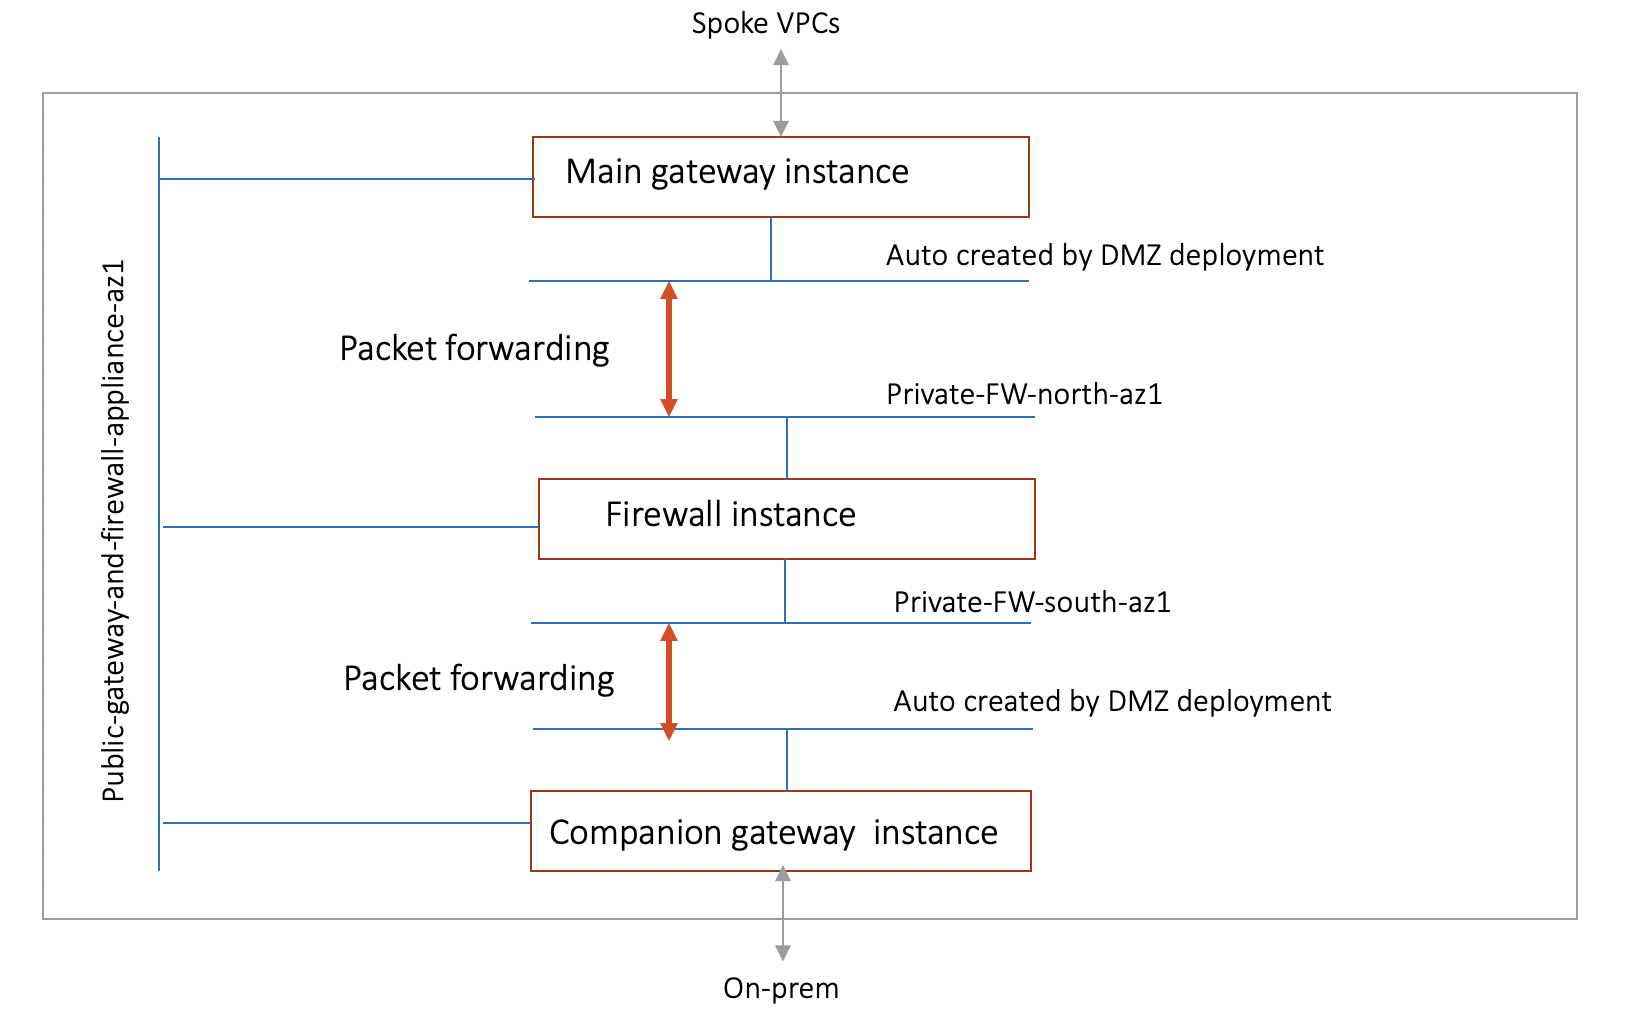 Spoke VPCs
Main gateway instance
Auto created by DMZ deployment
Packet forwarding
Private-FW-north-az1
Public-gateway-and-firewall-appliance-az1
Firewall instance
Private-FW-south-az1
Packet forwarding
Auto created by DMZ deployment
Companion gateway  instance
On-prem